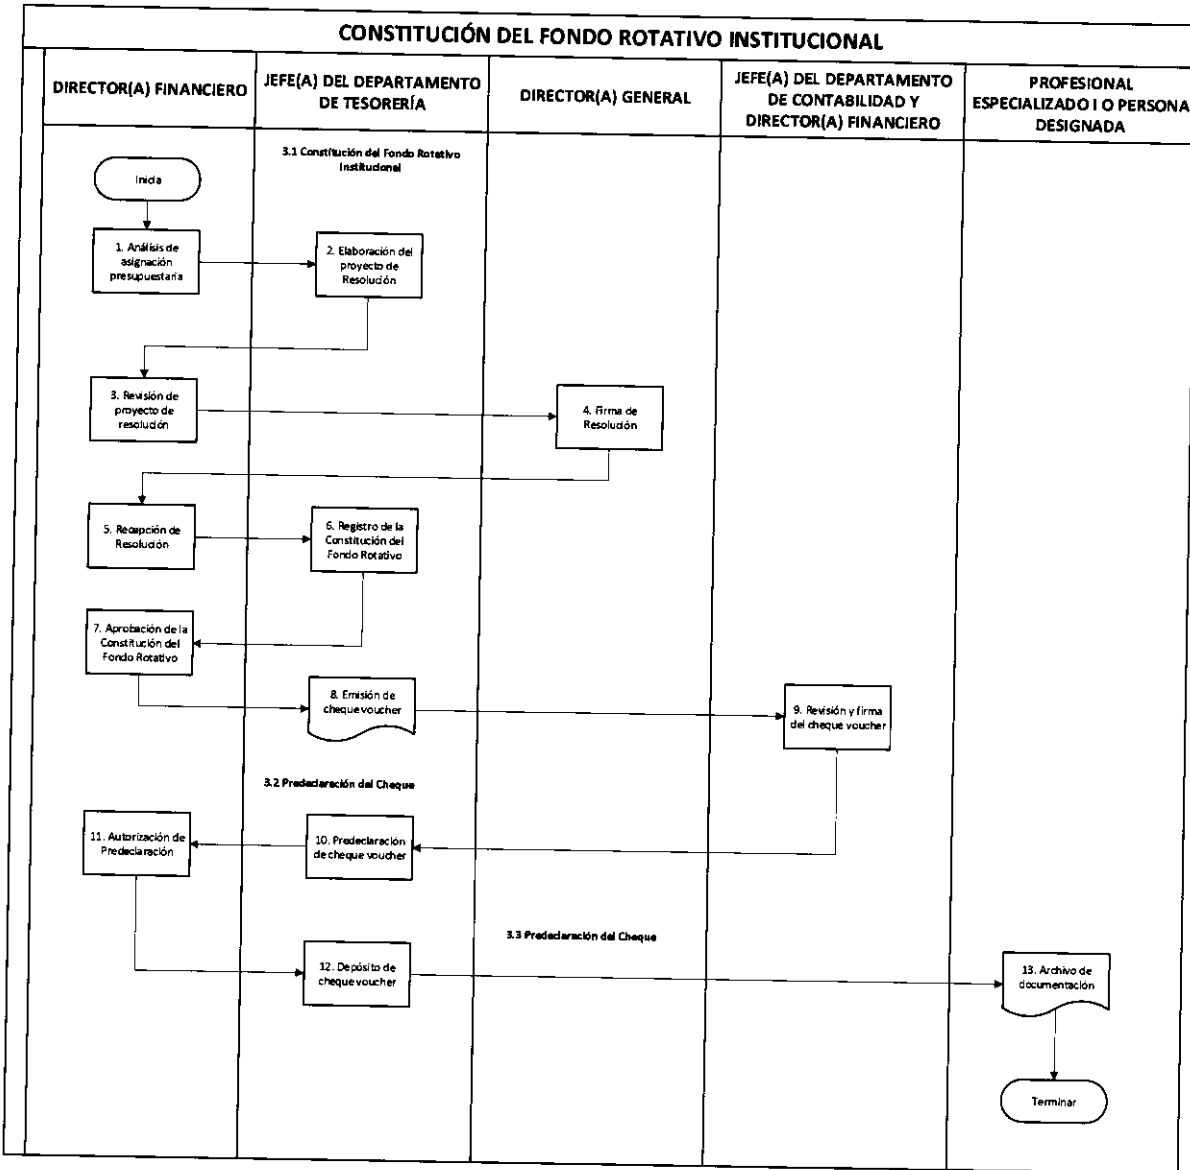 CONSTITUCIÓN DEL FONDO ROTATIVO INSTITUCIONAL
DIRECTOR(A) FINANCIERO
JEFE(A) DEL DEPARTAMENTO
DE TESORERÍA
DIRECTOR(A) GENERAL
JEFE(A) DEL DEPARTAMENTO
DE CONTABILIDAD Y
DIRECTOR(A) FINANCIERO
PROFESIONAL
ESPECIALIZADO I O PERSONA
DESIGNADA
3.1 Constitución del Fondo Rotativo
Institucional
Inicia
1. Análisis de
asignación
presupuestaria
2. Elaboración del
proyecto de
Resolución
3. Revisión de
proyecto de
resolución
4. Firma de
Resolución
5. Recepción de
Resolución
6. Registro de la
Constitución del
Fondo Rotativo
7. Aprobación de la
Constitución del
Fondo Rotativo
8. Emisión de
cheque voucher
9. Revisión y firma
del cheque voucher
3.2 Predeclaración del Cheque
11. Autorización de
Predeclaración
10. Predeclaración
de cheque voucher
3.3 Predeclaración del Cheque
12. Depósito de
cheque voucher
13. Archivo de
documentación
Terminar